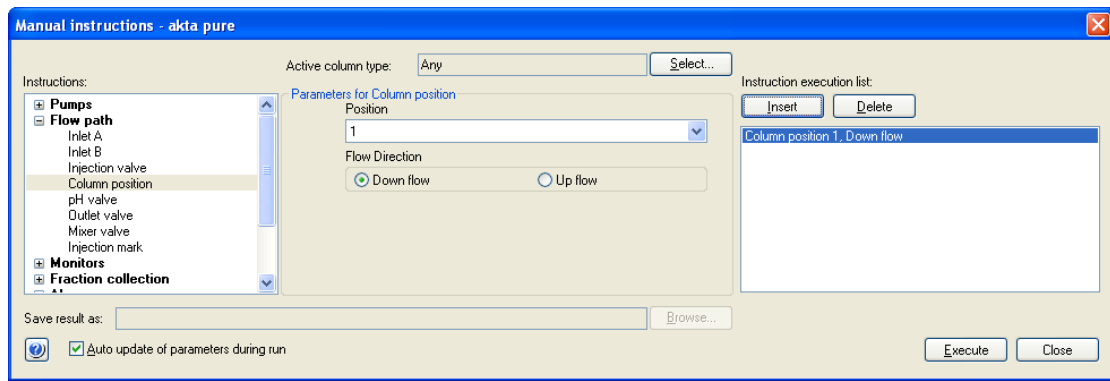 Manual instructions - akta pure
Active column type: Any Select...
Instructions:
Pumps
Flow path
Inlet A
Inlet B
Injection valve
Column position
pH valve
Outlet valve
Mixer valve
Injection mark
Monitors
Fraction collection
Parameters for Column position
Position
1
Flow Direction
Down flow Up flow
Instruction execution list:
Insert Delete
Column position 1, Down flow
Save result as: Browse...
Auto update of parameters during run
Execute Close